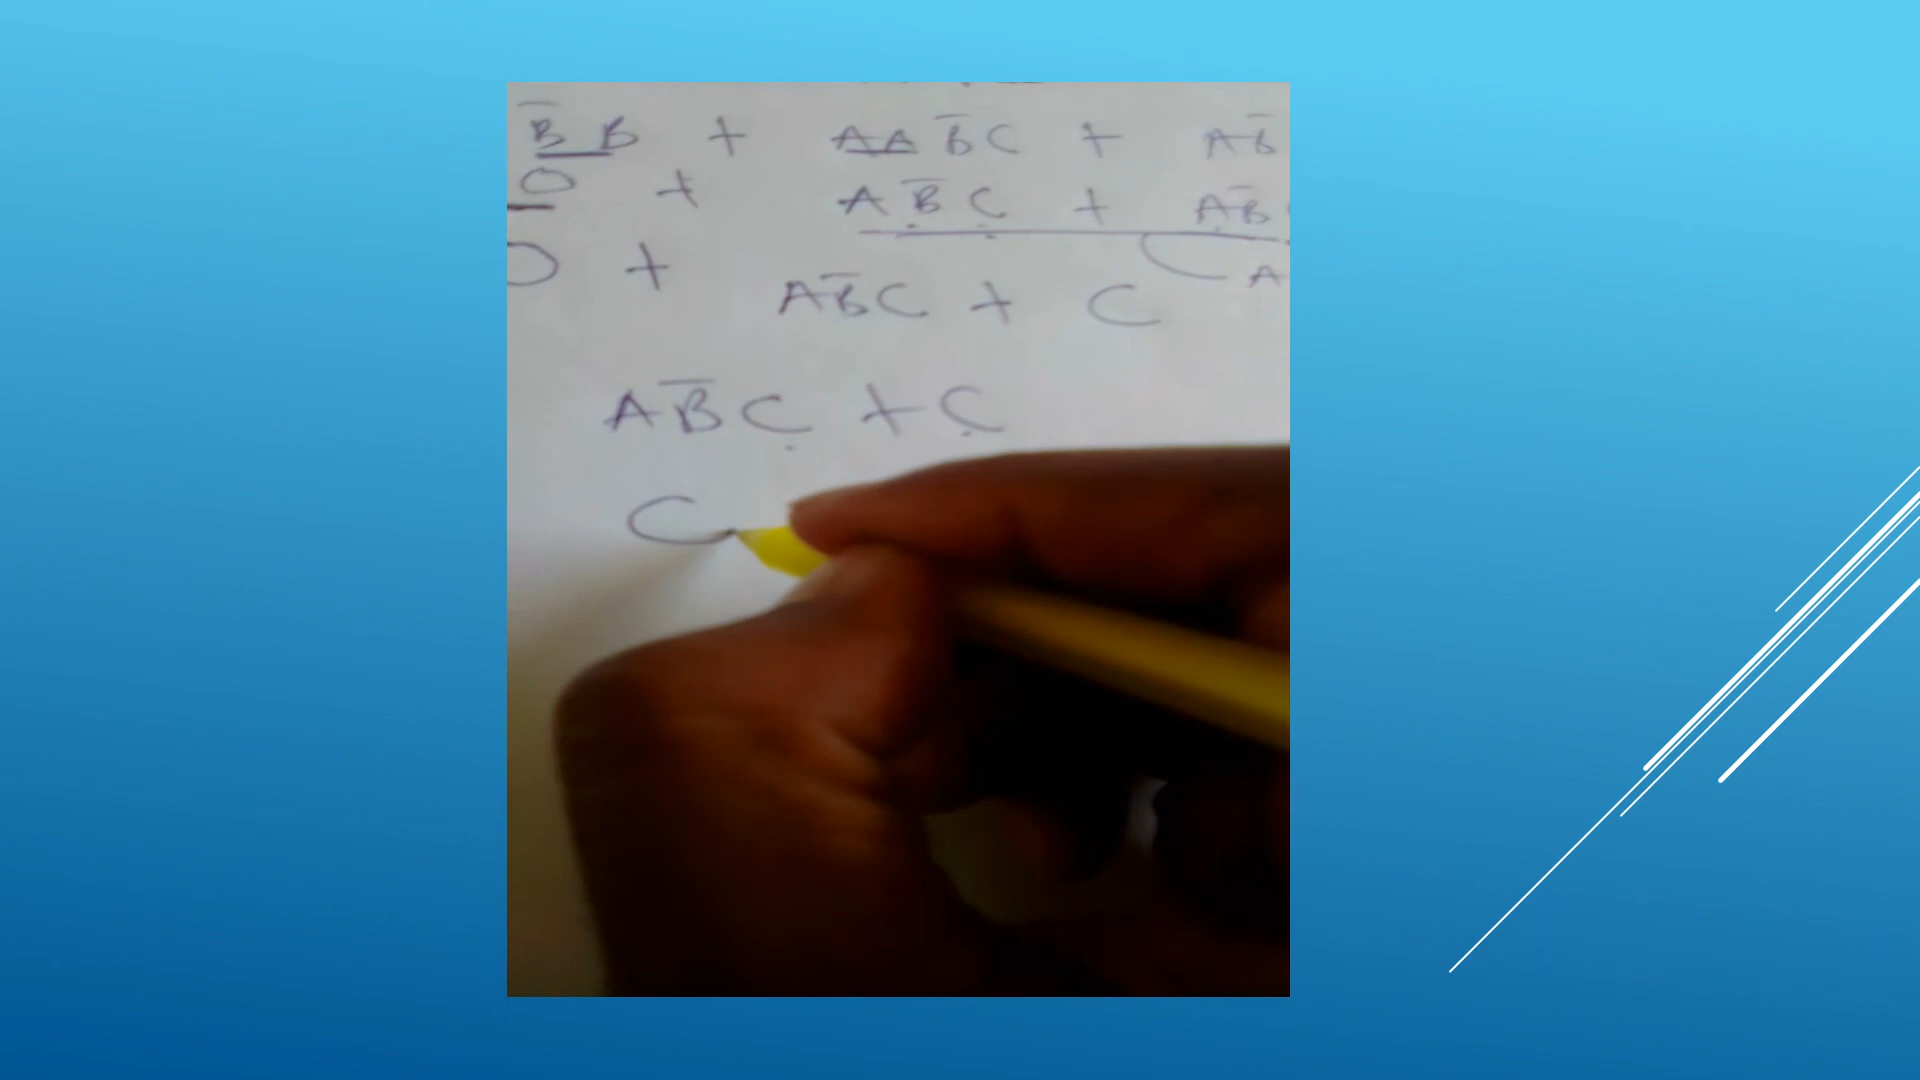 B̅ B + AAB̅C + AB̅
0 + AB̅C + AB̅
0 + AB̅C + C A
AB̅C + C
C